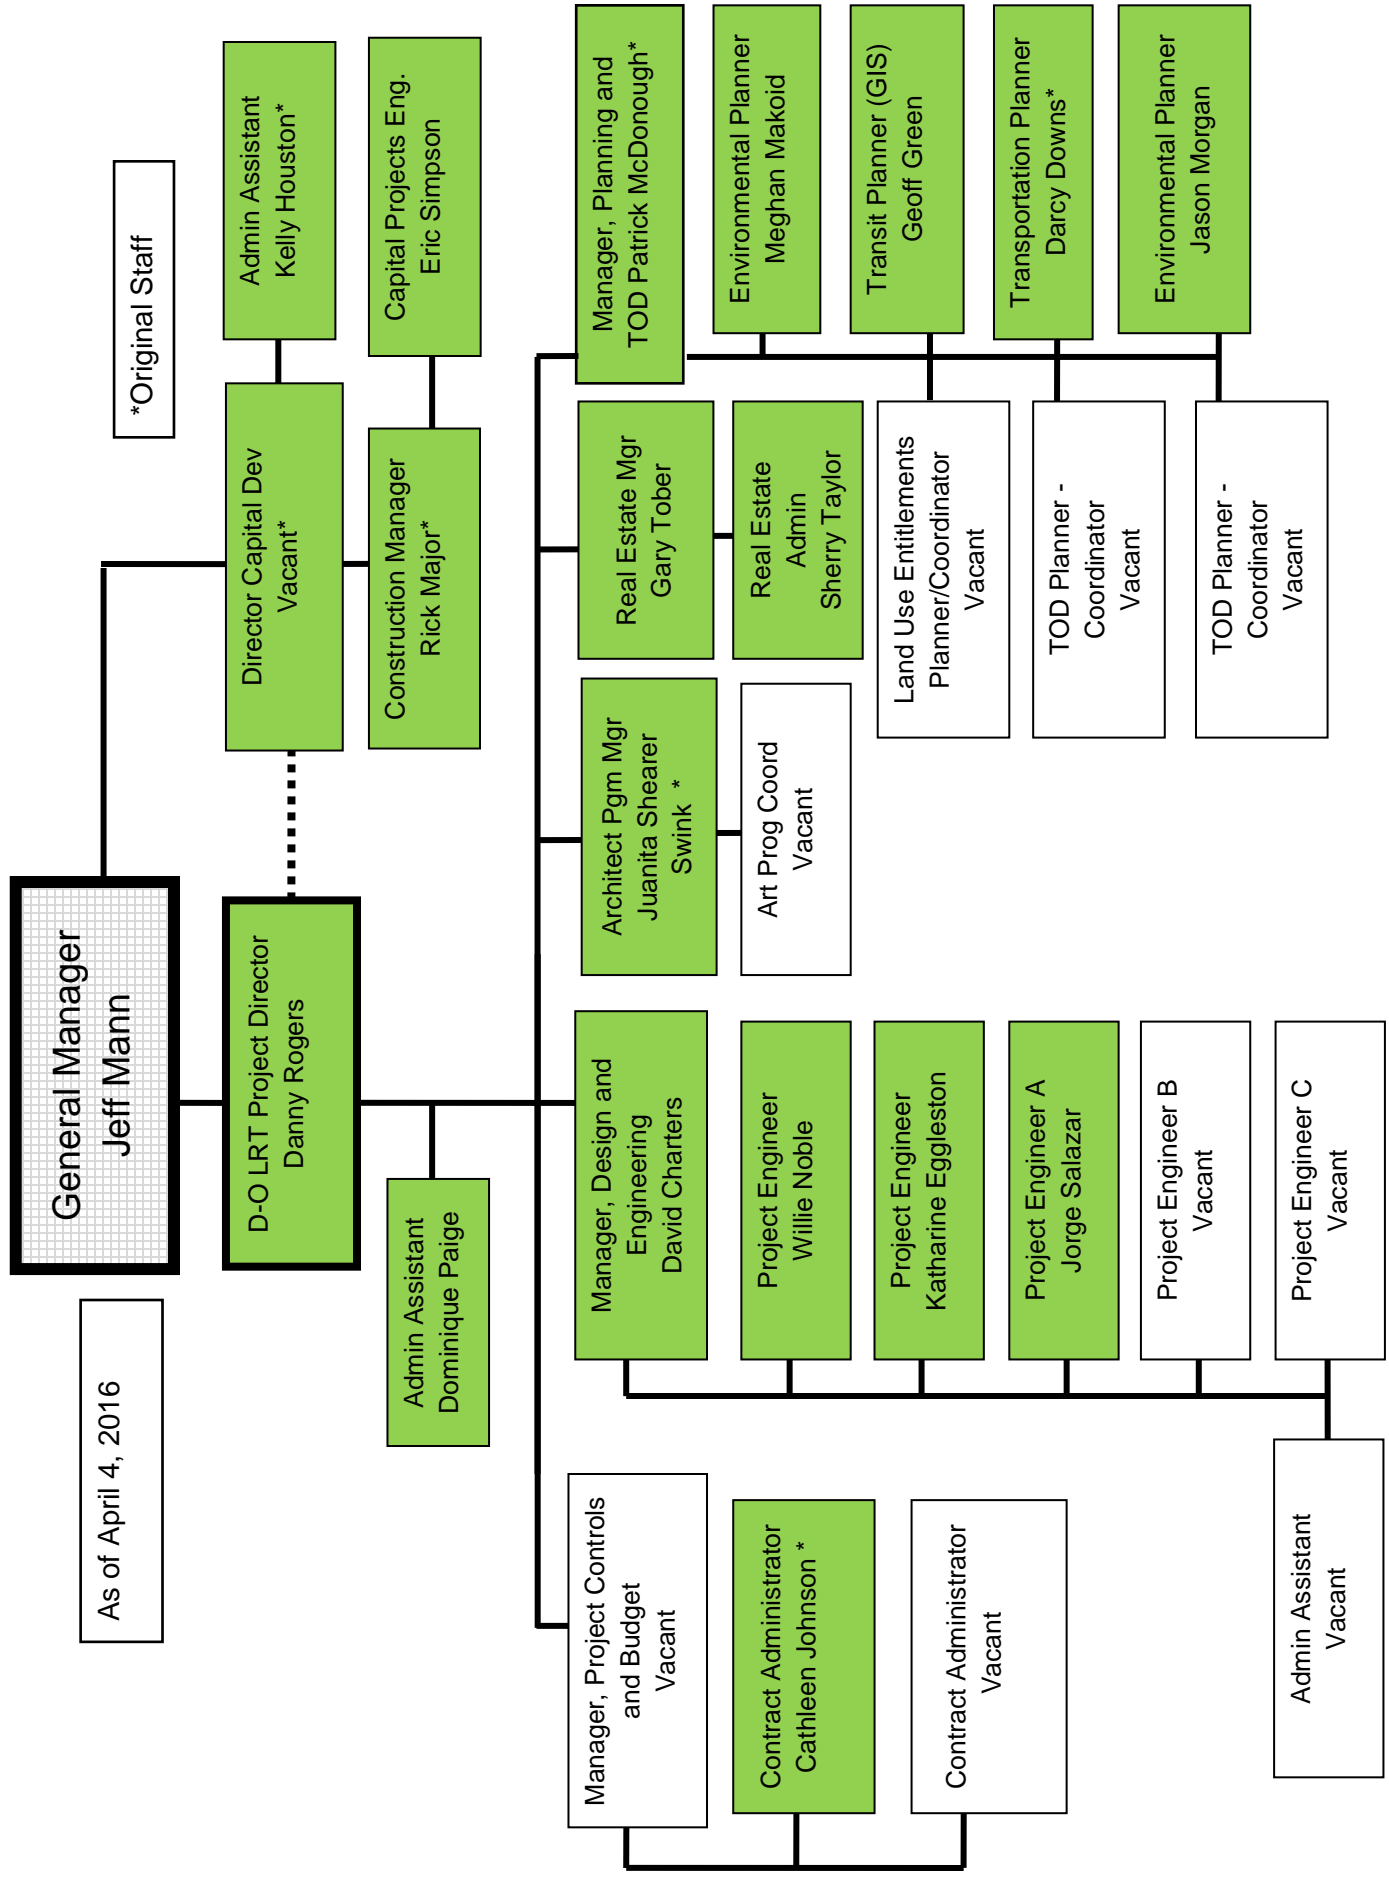 As of April 4, 2016
General Manager
Jeff Mann
*Original Staff
D-O LRT Project Director
Danny Rogers
Director Capital Dev
Vacant*
Admin Assistant
Kelly Houston*
Construction Manager
Rick Major*
Capital Projects Eng.
Eric Simpson
Admin Assistant
Dominique Paige
Manager, Project Controls
and Budget
Vacant
Contract Administrator
Cathleen Johnson *
Contract Administrator
Vacant
Manager, Design and
Engineering
David Charters
Project Engineer
Willie Noble
Project Engineer
Katharine Eggleston
Project Engineer A
Jorge Salazar
Project Engineer B
Vacant
Project Engineer C
Vacant
Admin Assistant
Vacant
Architect Pgm Mgr
Juanita Shearer
Swink *
Art Prog Coord
Vacant
Real Estate Mgr
Gary Tober
Real Estate
Admin
Sherry Taylor
Land Use Entitlements
Planner/Coordinator
Vacant
TOD Planner -
Coordinator
Vacant
TOD Planner -
Coordinator
Vacant
Manager, Planning and
TOD Patrick McDonough*
Environmental Planner
Meghan Makoid
Transit Planner (GIS)
Geoff Green
Transportation Planner
Darcy Downs*
Environmental Planner
Jason Morgan